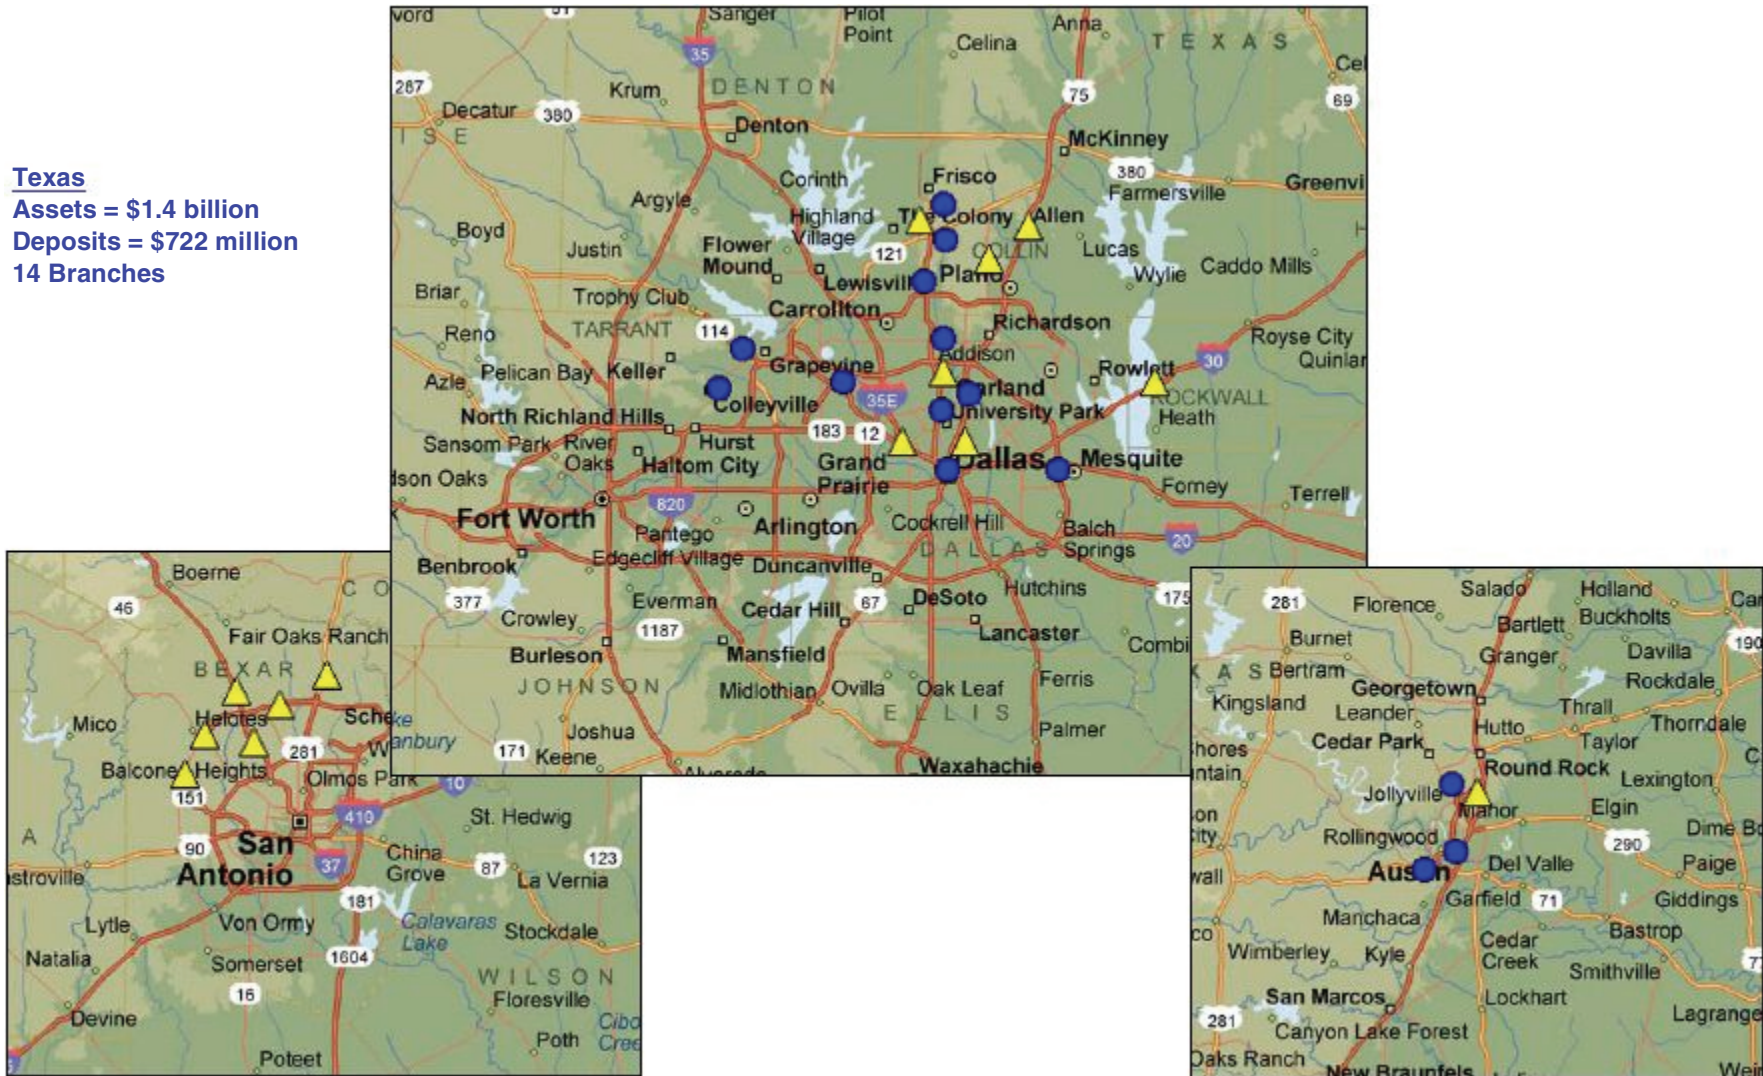 Texas
Assets = $1.4 billion
Deposits = $722 million
14 Branches
Sanger
Pilot
Point
Anna
Celina
TEXAS
35
287
Krum
DENTON
75
69
Decatur
380
Denton
McKinney
380
Corinth
Frisco
Farmersville
Argyle
Highland
Village
The Colony
Allen
Boyd
Justin
Flower
Mound
121
COLLIN
Lucas
Wylie
Caddo Mills
Briar
Trophy Club
Plano
Carrollton
Reno
TARRANT
114
Richardson
Royse City
Addison
30
Azle
Pelican Bay
Keller
Grapevine
Rowlett
35E
ROCKWALL
Heath
North Richland Hills
Colleyville
University Park
Sansom Park
River
Oaks
Hurst
183
12
Haltom City
Grand
Prairie
Dallas
Mesquite
Forney
Terrell
820
Fort Worth
Arlington
Cockrell Hill
Balch
Springs
20
Pantego
DALLAS
Benbrook
Edgecliff Village
Duncanville
Hutchins
377
Everman
Cedar Hill
67
DeSoto
175
Crowley
1187
Lancaster
Burleson
Mansfield
JOHNSON
Midlothian
Ovilla
Oak Leaf
Ferris
ELLIS
Joshua
Palmer
171
Keene
Waxahachie
Boerne
46
Fair Oaks Ranch
BEXAR
Mico
Helotes
281
Balcones Heights
Olmos Park
151
10
410
St. Hedwig
90
San
Antonio
37
China
Grove
87
123
La Vernia
181
Lytle
Von Ormy
Calavaras
Lake
Stockdale
Natalia
Somerset
1604
WILSON
16
Floresville
Devine
Poth
Poteet
281
Florence
Salado
Holland
Buckholts
Bartlett
190
Burnet
Granger
Davilla
Bertram
Rockdale
Kingsland
Georgetown
Leander
Thrall
Hutto
Thorndale
Cedar Park
Taylor
Round Rock
Lexington
Jollyville
Manor
Elgin
Rollingwood
290
Austin
Del Valle
Paige
Garfield
71
Giddings
Manchaca
Bastrop
Wimberley
Kyle
Cedar
Creek
Smithville
San Marcos
Lockhart
281
Canyon Lake Forest
Lagrange
Oaks Ranch
New Braunfels